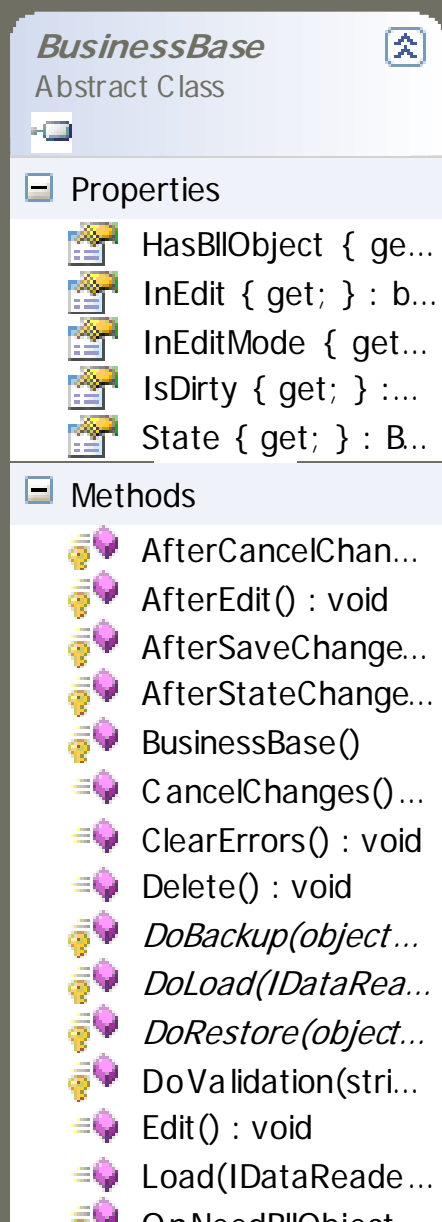 BusinessBase
Abstract Class
Properties
HasBllObject { ge...
InEdit { get; } : b...
InEditMode { get...
IsDirty { get; } :...
State { get; } : B...
Methods
AfterCancelChan...
AfterEdit() : void
AfterSaveChange...
AfterStateChange...
BusinessBase()
CancelChanges()...
ClearErrors() : void
Delete() : void
DoBackup(object...
DoLoad(IDataRea...
DoRestore(object...
DoValidation(stri...
Edit() : void
Load(IDataReade...
OnNeedBllObject